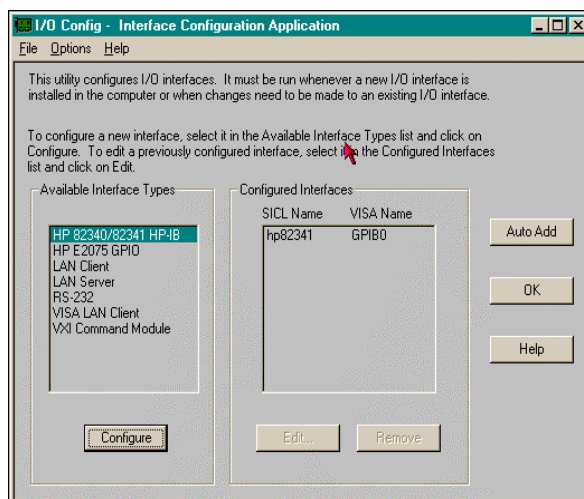 I/O Config - Interface Configuration Application
File Options Help
This utility configures I/O interfaces. It must be run whenever a new I/O interface is
installed in the computer or when changes need to be made to an existing I/O interface.
To configure a new interface, select it in the Available Interface Types list and click on
Configure. To edit a previously configured interface, select it in the Configured Interfaces
list and click on Edit.
Available Interface Types
HP 82340/82341 HP-IB
HP E2075 GPIO
LAN Client
LAN Server
RS-232
VISA LAN Client
VXI Command Module
Configure
Configured Interfaces
SICL Name VISA Name
hp82341 GPIB0
Edit... Remove
Auto Add
OK
Help